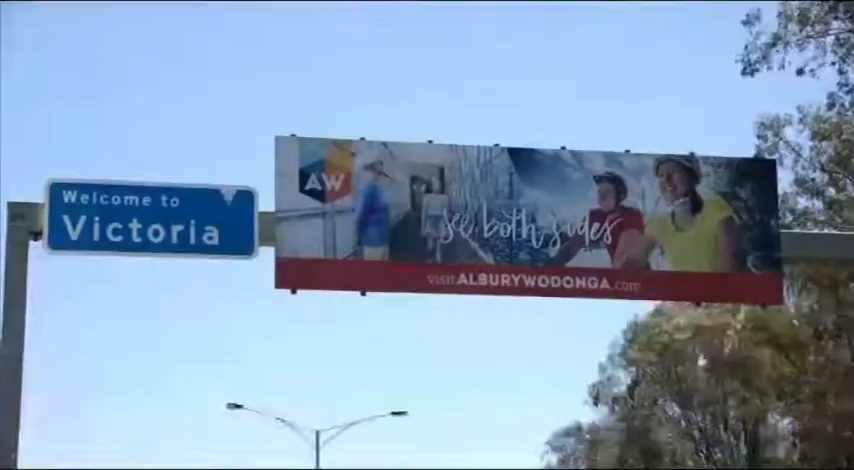 Welcome to
Victoria
AW
see both sides
visitALBURYWODONGA.com